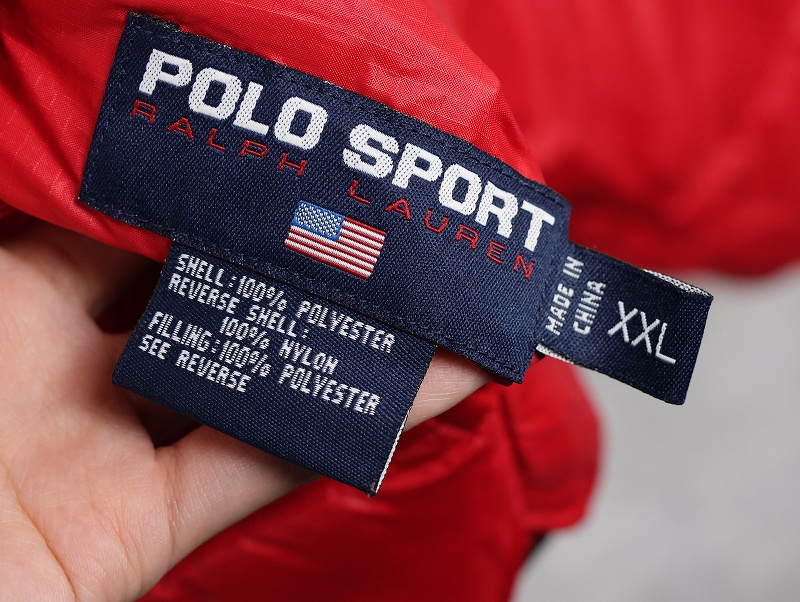 POLO SPORT
RALPH LAUREN
SHELL:100% POLYESTER
REVERSE SHELL:
100% NYLON
FILLING:100% POLYESTER
SEE REVERSE
MADE IN
CHINA
XXL